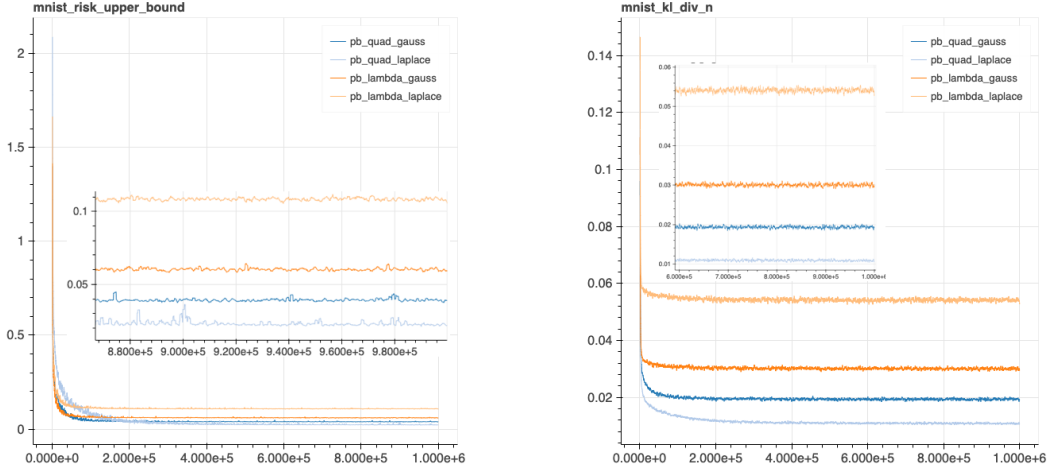 mnist_risk_upper_bound
2
1.5
1
0.5
0
pb_quad_gauss
pb_quad_laplace
pb_lambda_gauss
pb_lambda_laplace
0.1
0.05
8.800e+5 9.000e+5 9.200e+5 9.400e+5 9.600e+5 9.800e+5
0.000e+0 2.000e+5 4.000e+5 6.000e+5 8.000e+5 1.000e+6
mnist_kl_div_n
0.14
0.12
0.1
0.08
0.06
0.04
0.02
pb_quad_gauss
pb_quad_laplace
pb_lambda_gauss
pb_lambda_laplace
0.06
0.05
0.04
0.03
0.02
0.01
6.000e+5 7.000e+5 8.000e+5 9.000e+5 1.000e+
0.000e+0 2.000e+5 4.000e+5 6.000e+5 8.000e+5 1.000e+6